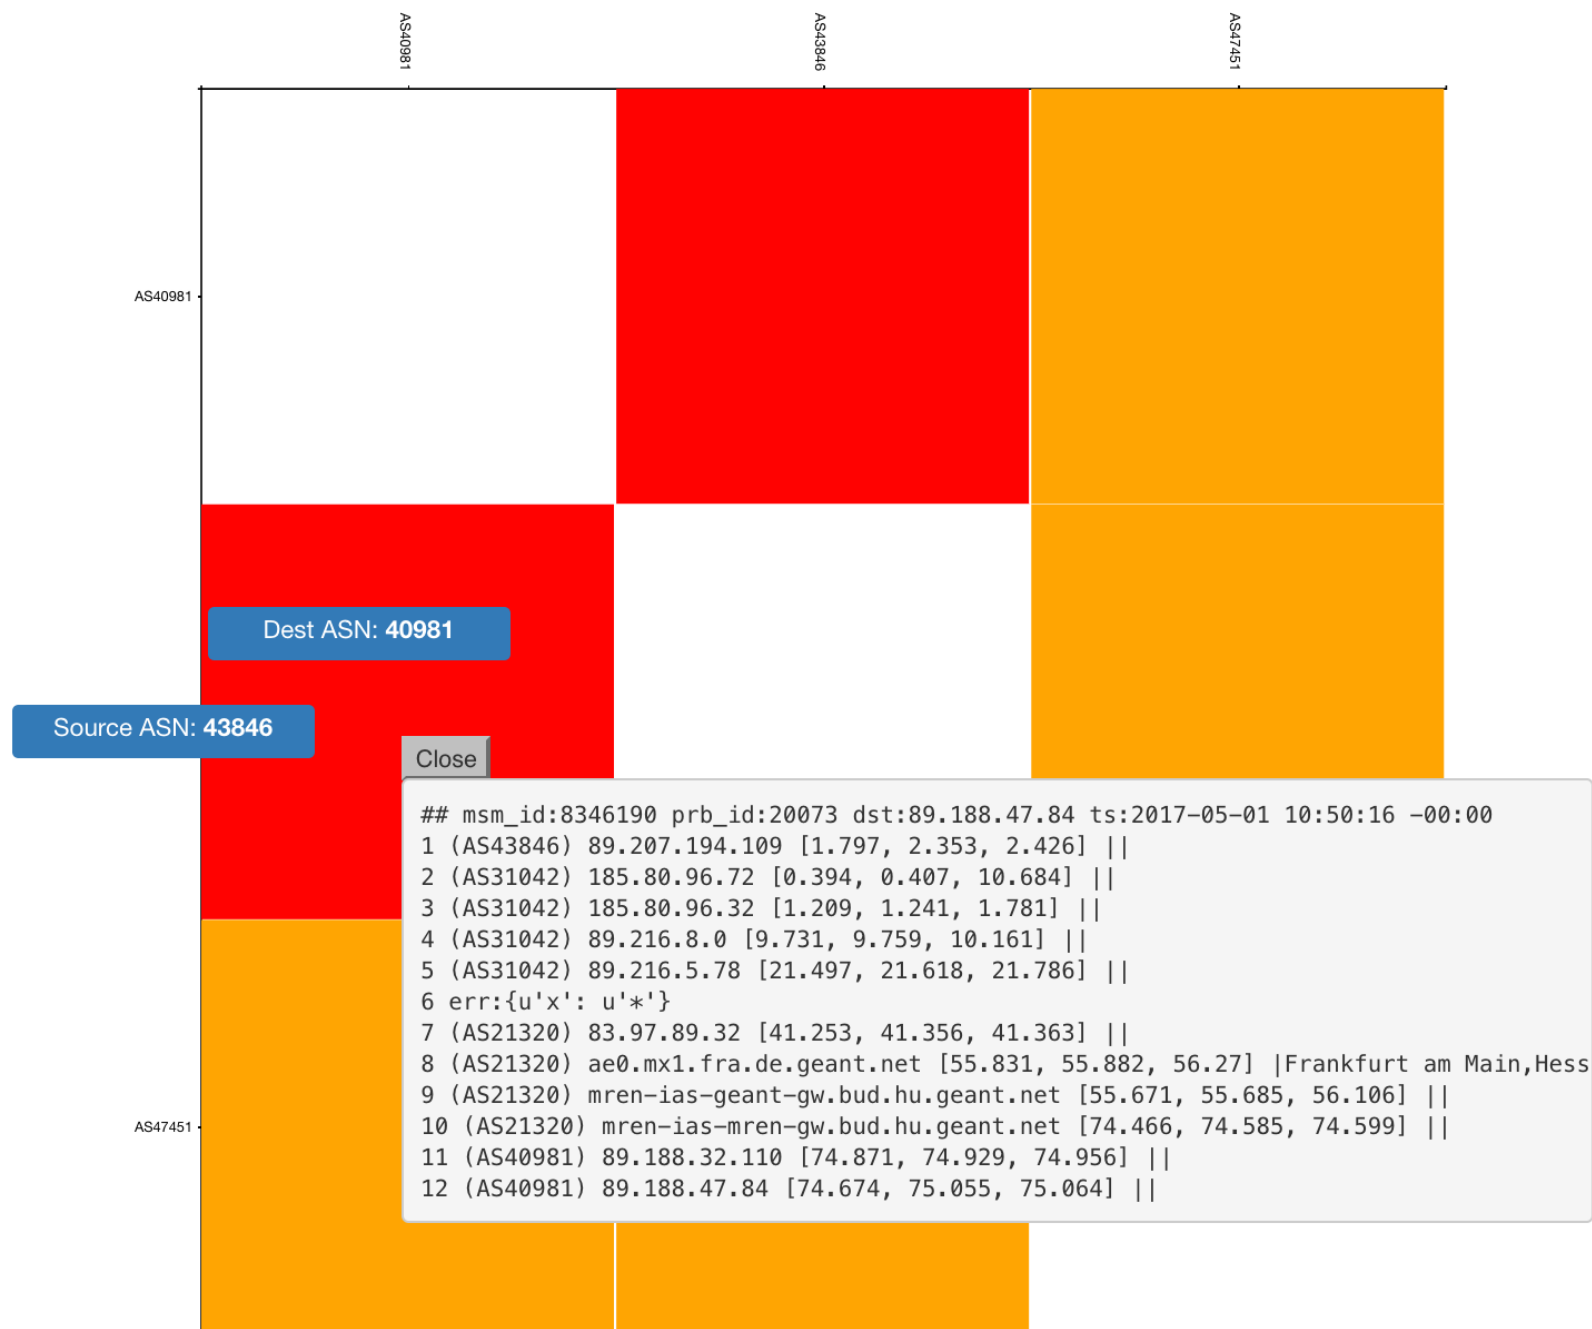 AS40981
AS43846
AS47451
AS40981
Dest ASN: 40981
Source ASN: 43846
Close
## msm_id:8346190 prb_id:20073 dst:89.188.47.84 ts:2017-05-01 10:50:16 -00:00
1 (AS43846) 89.207.194.109 [1.797, 2.353, 2.426] ||
2 (AS31042) 185.80.96.72 [0.394, 0.407, 10.684] ||
3 (AS31042) 185.80.96.32 [1.209, 1.241, 1.781] ||
4 (AS31042) 89.216.8.0 [9.731, 9.759, 10.161] ||
5 (AS31042) 89.216.5.78 [21.497, 21.618, 21.786] ||
6 err:{u'x': u'*'}
7 (AS21320) 83.97.89.32 [41.253, 41.356, 41.363] ||
8 (AS21320) ae0.mx1.fra.de.geant.net [55.831, 55.882, 56.27] |Frankfurt am Main,Hess
9 (AS21320) mren-ias-geant-gw.bud.hu.geant.net [55.671, 55.685, 56.106] ||
10 (AS21320) mren-ias-mren-gw.bud.hu.geant.net [74.466, 74.585, 74.599] ||
11 (AS40981) 89.188.32.110 [74.871, 74.929, 74.956] ||
12 (AS40981) 89.188.47.84 [74.674, 75.055, 75.064] ||
AS47451